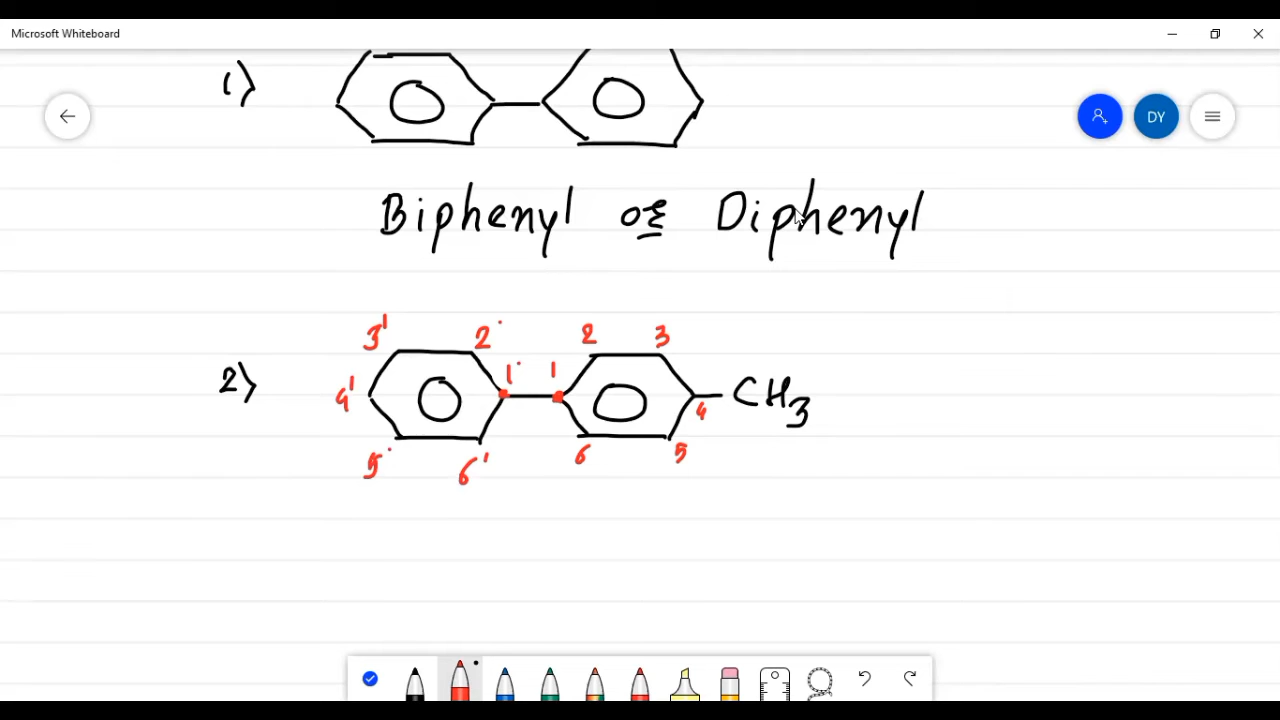 Microsoft Whiteboard
1)
DY
Biphenyl or Diphenyl
2)
3' 2' 2 3
4' 1' 1 4 CH3
5' 6' 6 5